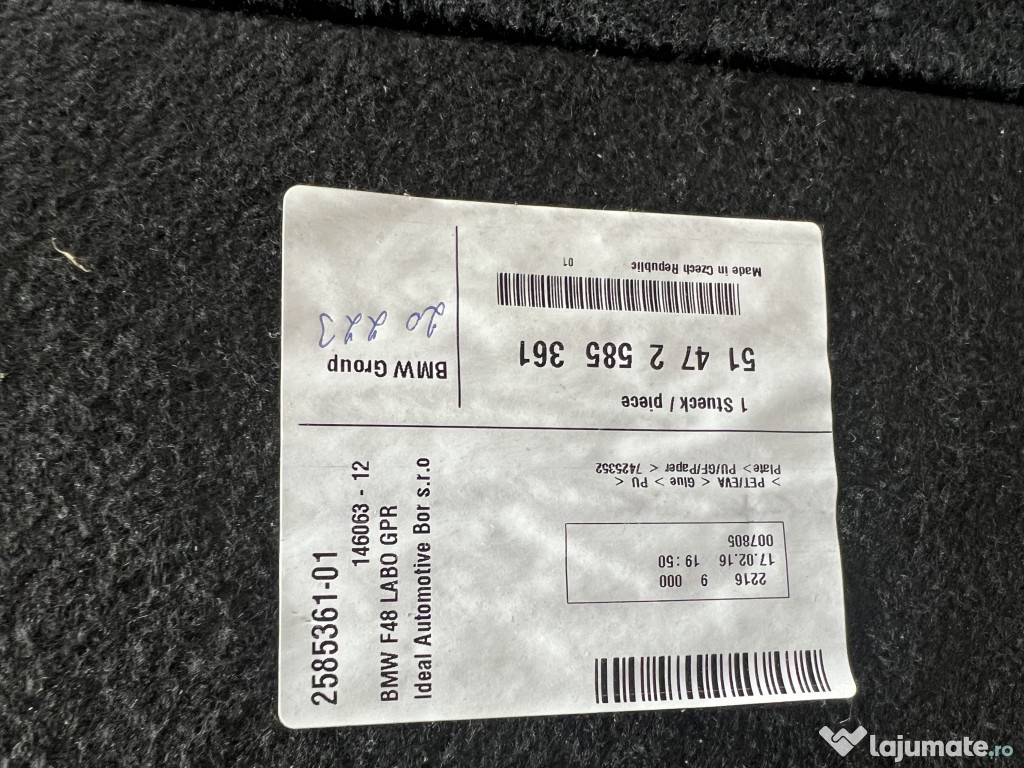 BMW Group
20 223
Made in Czech Republic 01
51 47 2 585 361
1 Stueck / piece
2585361-01
146063 - 12
BMW F48 LABO GPR
Ideal Automotive Bor s.r.o
> PET/EVA < Glue > PU <
Plate > PU/GF/Paper < 7425352
2216 9 000
17.02.16 19:50
007805
lajumate.ro